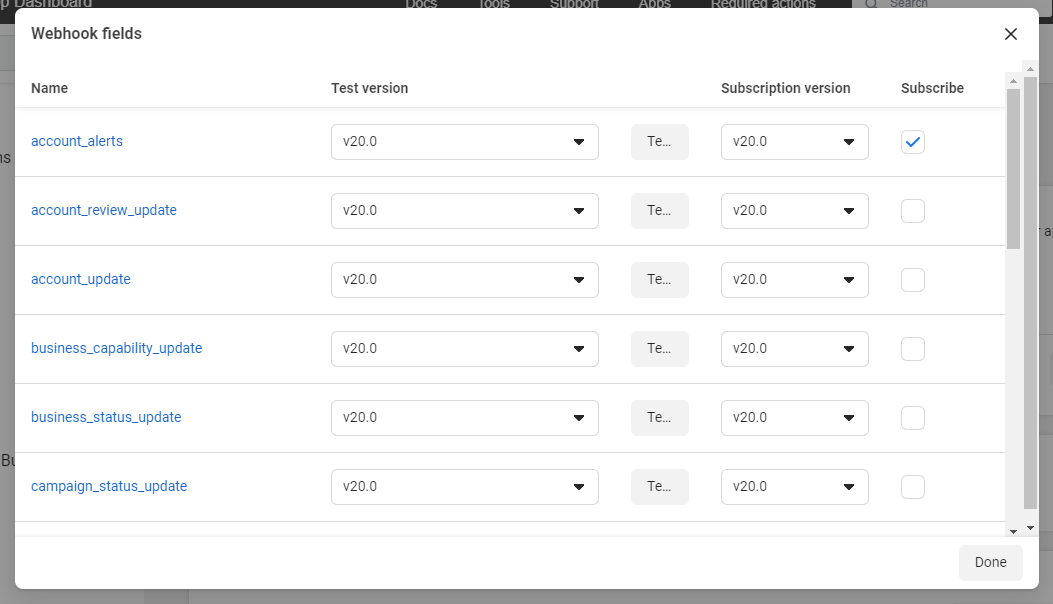 p Dashboard Docs Tools Support Apps Required actions Search
Webhook fields
Name Test version Subscription version Subscribe
account_alerts v20.0 Te... v20.0
account_review_update v20.0 Te... v20.0
account_update v20.0 Te... v20.0
business_capability_update v20.0 Te... v20.0
business_status_update v20.0 Te... v20.0
campaign_status_update v20.0 Te... v20.0
Done